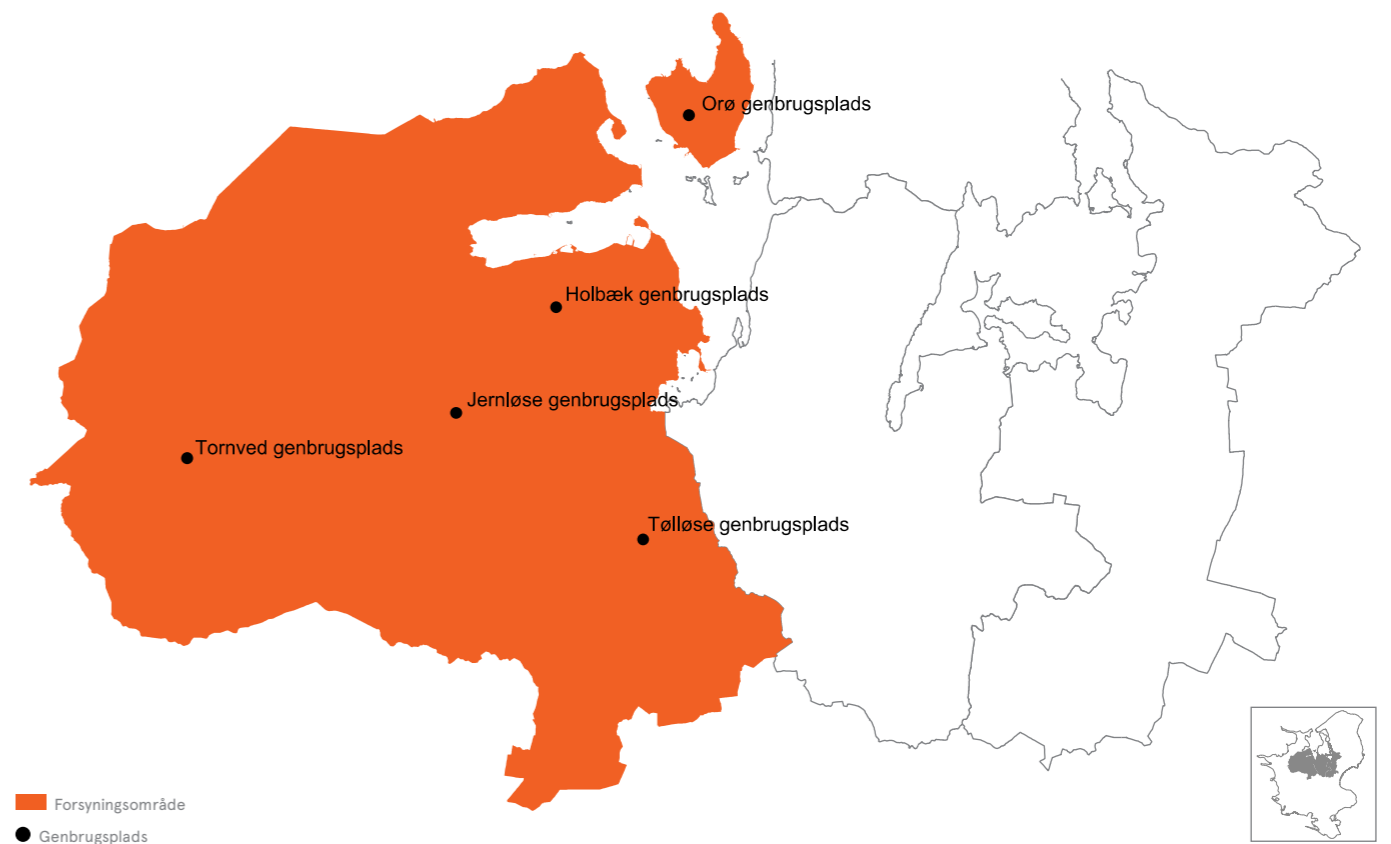 Orø genbrugsplads
Holbæk genbrugsplads
Jernløse genbrugsplads
Tornved genbrugsplads
Tølløse genbrugsplads
Forsyningsområde
Genbrugsplads